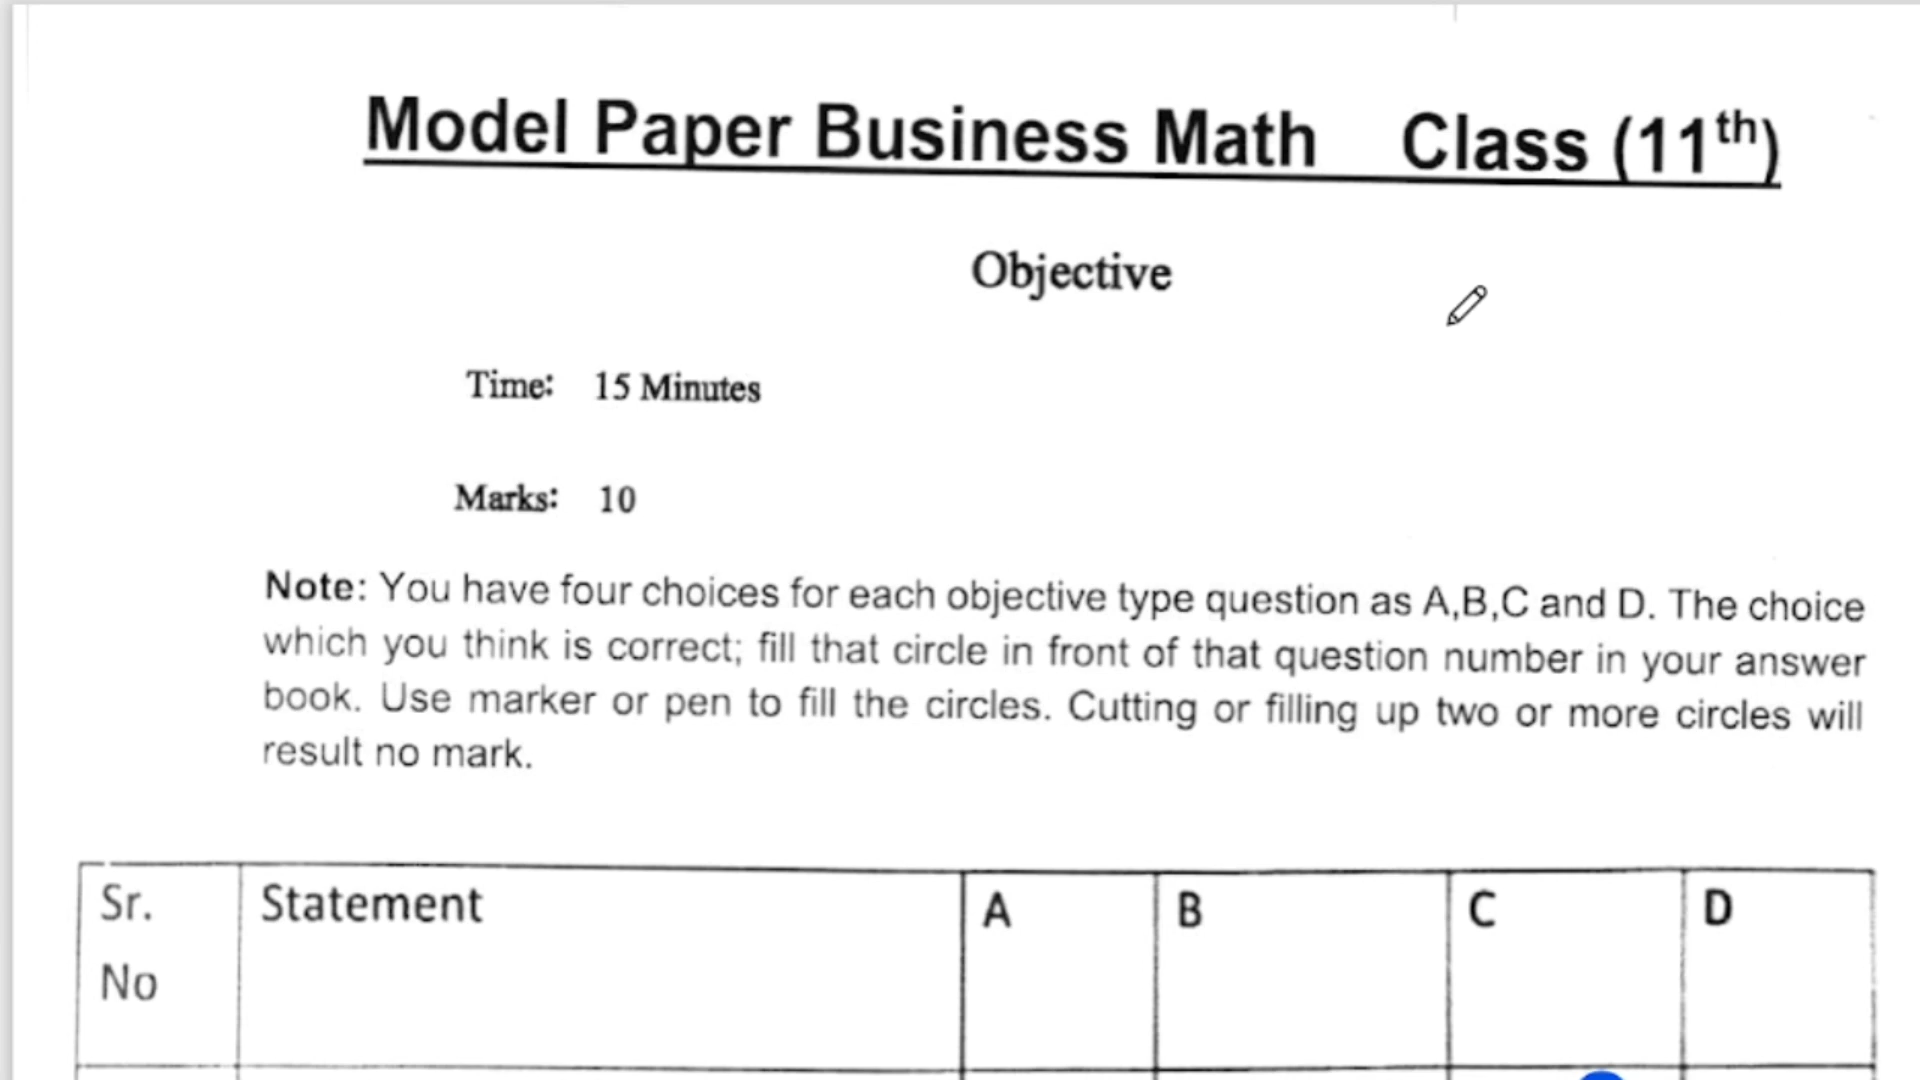 Model Paper Business Math Class (11th)
Objective
Time: 15 Minutes
Marks: 10
Note: You have four choices for each objective type question as A,B,C and D. The choice
which you think is correct; fill that circle in front of that question number in your answer
book. Use marker or pen to fill the circles. Cutting or filling up two or more circles will
result no mark.
Sr. No Statement A B C D